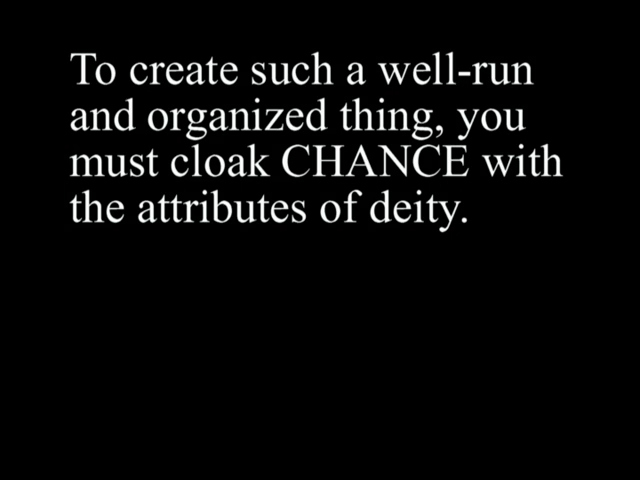 To create such a well-run
and organized thing, you
must cloak CHANCE with
the attributes of deity.